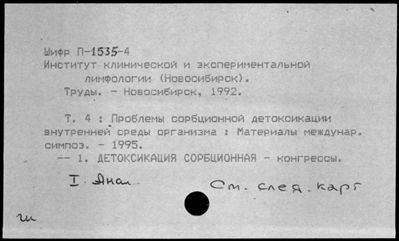 Шифр П-1535-4
Институт клинической и экспериментальной
лимфологии (Новосибирск).
Труды. - Новосибирск, 1992.
Т. 4 : Проблемы сорбционной детоксикации
внутренней среды организма : Материалы междунар.
симпоз. - 1995.
-- 1. ДЕТОКСИКАЦИЯ СОРБЦИОННАЯ - конгрессы.
I. Анал
См. след. карт